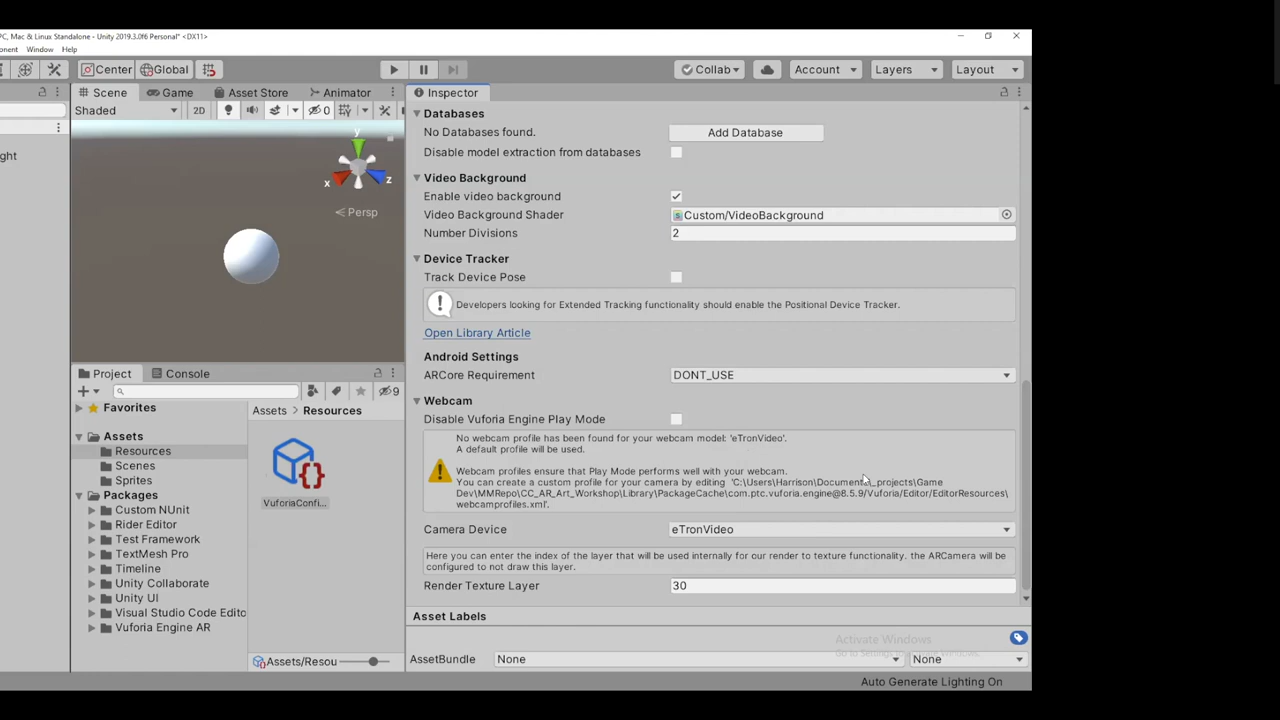 PC, Mac & Linux Standalone - Unity 2019.3.0f6 Personal* <DX11>
onent Window Help
Center Global Collab Account Layers Layout
Scene Game Asset Store Animator
Shaded 2D 0
ght
y
x z
Persp
Project Console
9
Favorites
Assets
Resources
Scenes
Sprites
Packages
Custom NUnit
Rider Editor
Test Framework
TextMesh Pro
Timeline
Unity Collaborate
Unity UI
Visual Studio Code Edito
Vuforia Engine AR
Assets > Resources
VuforiaConfi...
Assets/Resou
Inspector
Databases
No Databases found. Add Database
Disable model extraction from databases
Video Background
Enable video background
Video Background Shader Custom/VideoBackground
Number Divisions 2
Device Tracker
Track Device Pose
Developers looking for Extended Tracking functionality should enable the Positional Device Tracker.
Open Library Article
Android Settings
ARCore Requirement DONT_USE
Webcam
Disable Vuforia Engine Play Mode
No webcam profile has been found for your webcam model: 'eTronVideo'.
A default profile will be used.
Webcam profiles ensure that Play Mode performs well with your webcam.
You can create a custom profile for your camera by editing 'C:\Users\Harrison\Documents\_projects\Game
Dev\MMRepo\CC_AR_Art_Workshop\Library\PackageCache\com.ptc.vuforia.engine@8.5.9/Vuforia/Editor/EditorResources\
webcamprofiles.xml'.
Camera Device eTronVideo
Here you can enter the index of the layer that will be used internally for our render to texture functionality. the ARCamera will be
configured to not draw this layer.
Render Texture Layer 30
Asset Labels
Activate Windows
Go to Settings to activate Windows.
AssetBundle None None
Auto Generate Lighting On